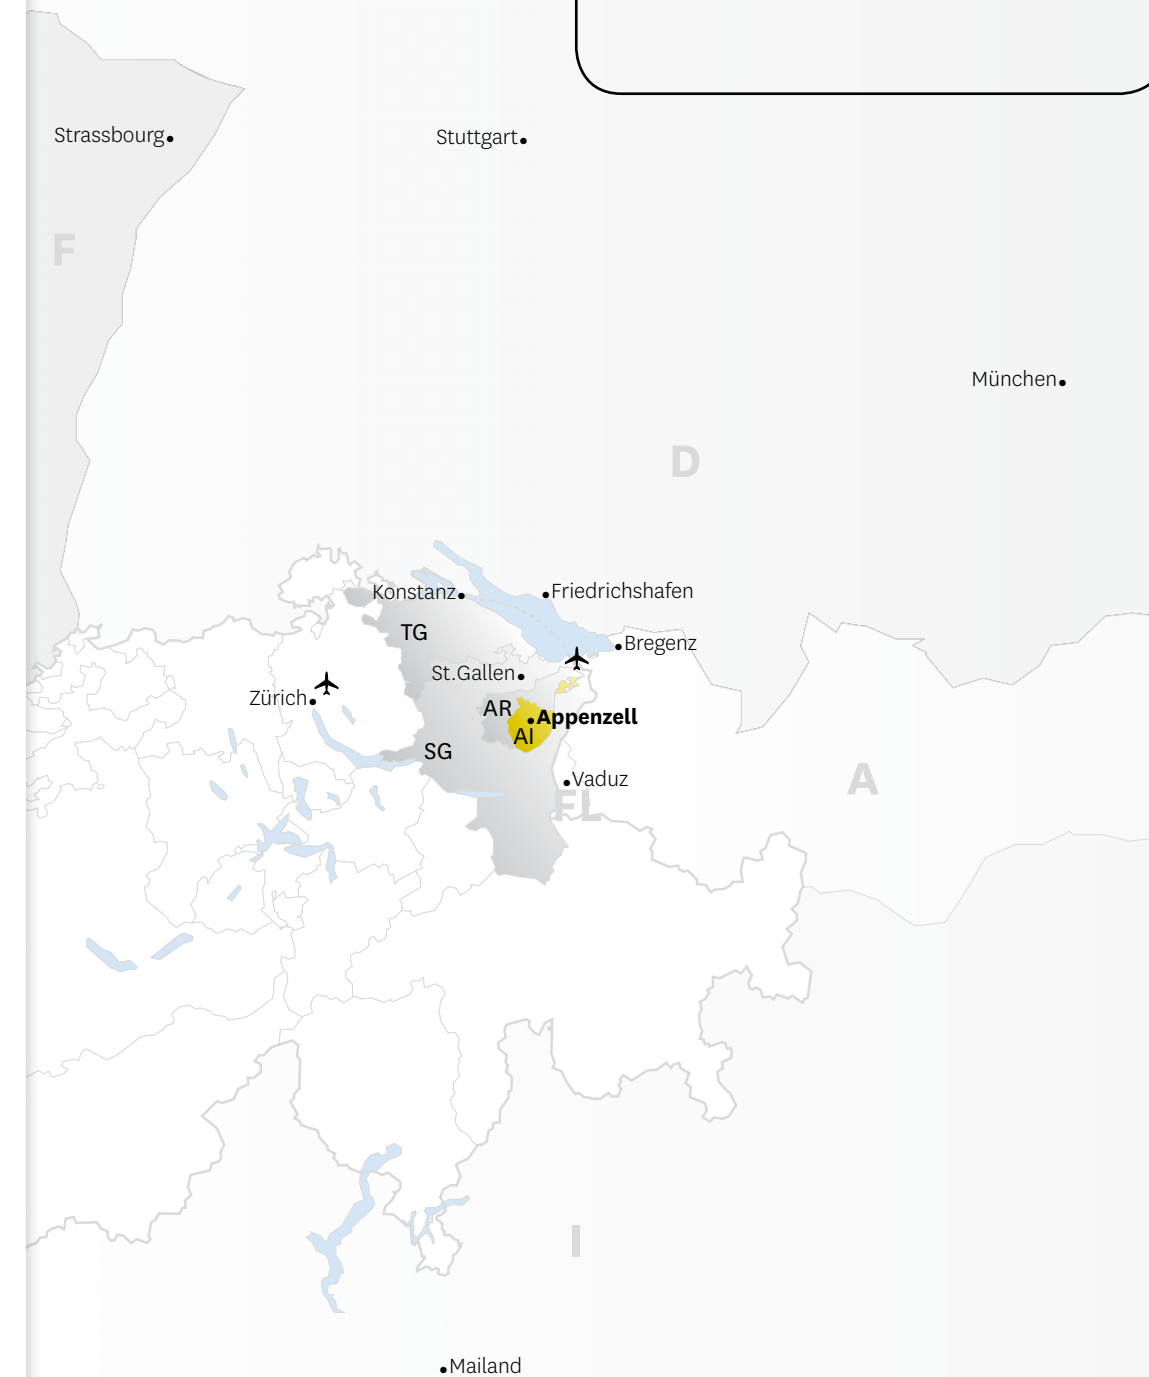 Strassbourg
Stuttgart
F
München
D
Konstanz
Friedrichshafen
TG
Bregenz
St.Gallen
Zürich
AR
Appenzell
AI
SG
Vaduz
A
FL
I
Mailand